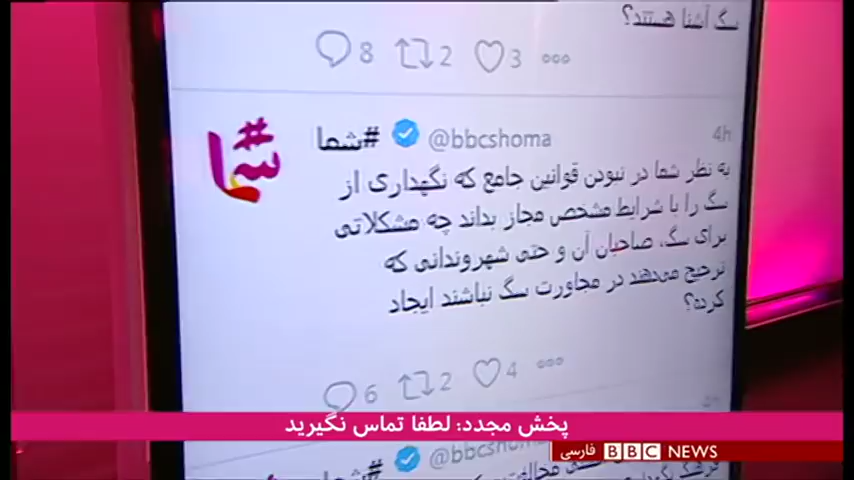 سگ آشنا هستند؟
8 2 3
#شما @bbcshoma 4h
شما
به نظر شما در نبودن قوانین جامع که نگهداری از
سگ را با شرایط مشخص مجاز بداند چه مشکلاتی
برای سگ، صاحبان آن و حتی شهروندانی که
ترجیح می‌دهند در مجاورت سگ نباشند ایجاد
کرده؟
6 2 4
پخش مجدد: لطفا تماس نگیرید
#شما @bbcshoma
BBC NEWS فارسی